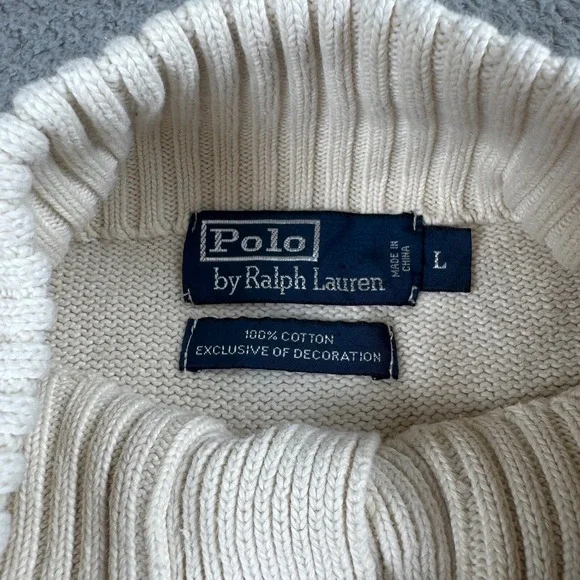 Polo
by Ralph Lauren
MADE IN
CHINA
L
100% COTTON
EXCLUSIVE OF DECORATION